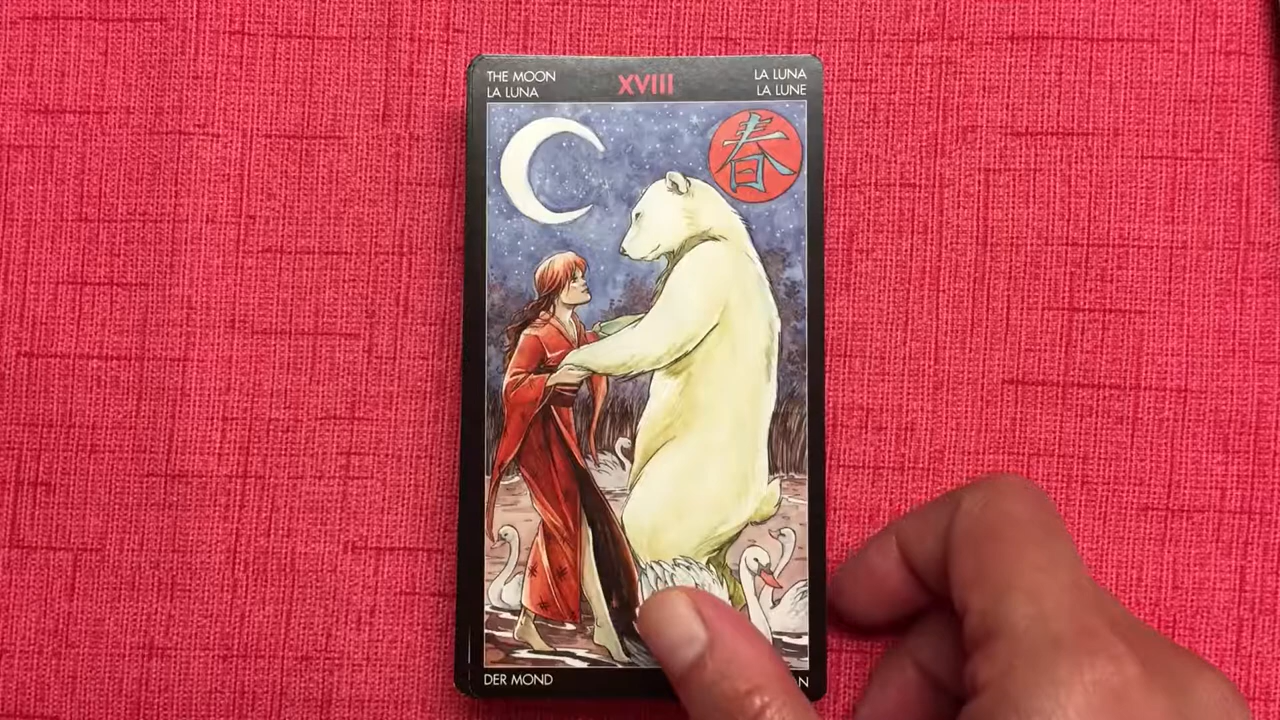 THE MOON
LA LUNA
XVIII
LA LUNA
LA LUNE
春
DER MOND